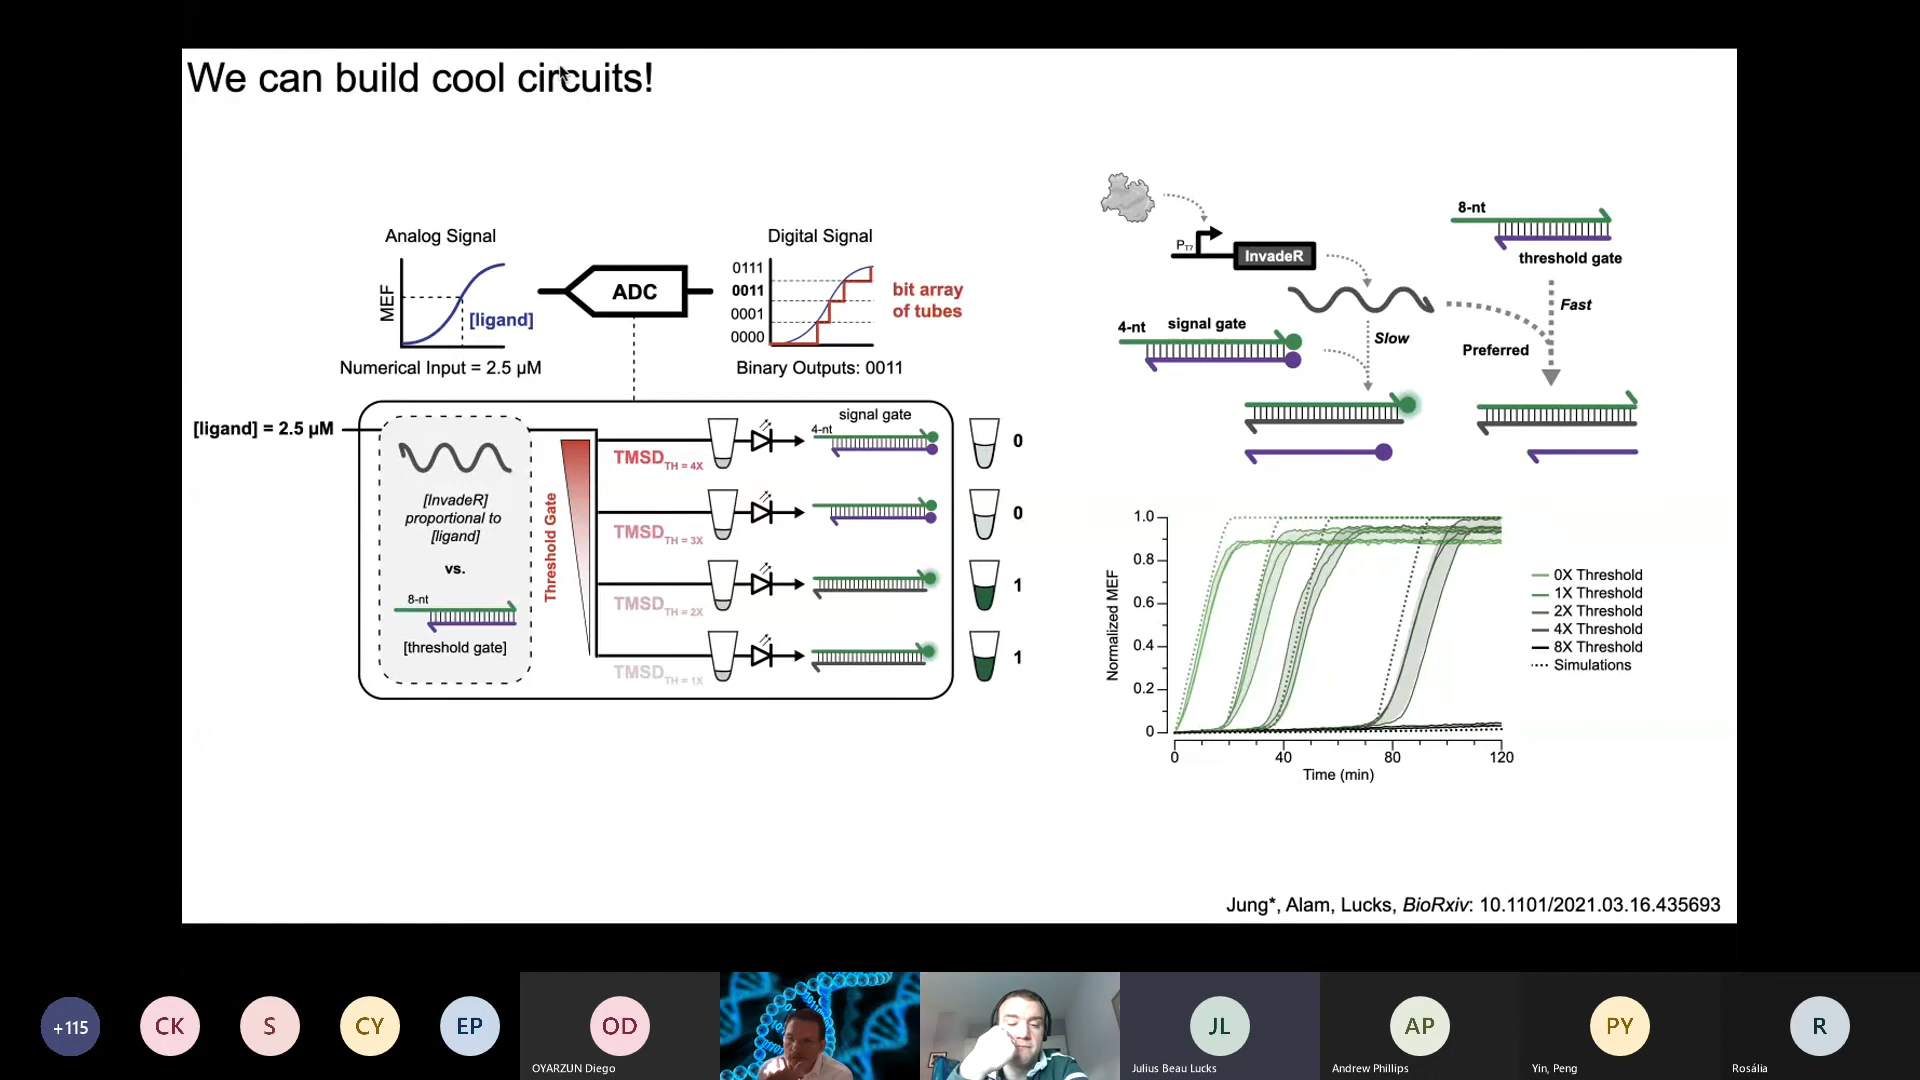 We can build cool circuits!
Analog Signal
MEF
[ligand]
Numerical Input = 2.5 µM
ADC
Digital Signal
0111
0011
0001
0000
bit array
of tubes
Binary Outputs: 0011
[ligand] = 2.5 µM
[InvadeR]
proportional to
[ligand]
vs.
8-nt
[threshold gate]
Threshold Gate
TMSD TH = 4X
TMSD TH = 3X
TMSD TH = 2X
TMSD TH = 1X
signal gate
4-nt
0
0
1
1
PT7
InvadeR
8-nt
threshold gate
Fast
4-nt
signal gate
Slow
Preferred
Normalized MEF
1.0
0.8
0.6
0.4
0.2
0
0
40
80
120
Time (min)
0X Threshold
1X Threshold
2X Threshold
4X Threshold
8X Threshold
Simulations
Jung*, Alam, Lucks, BioRxiv: 10.1101/2021.03.16.435693
+115
CK
S
CY
EP
OD
OYARZUN Diego
JL
Julius Beau Lucks
AP
Andrew Phillips
PY
Yin, Peng
R
Rosália